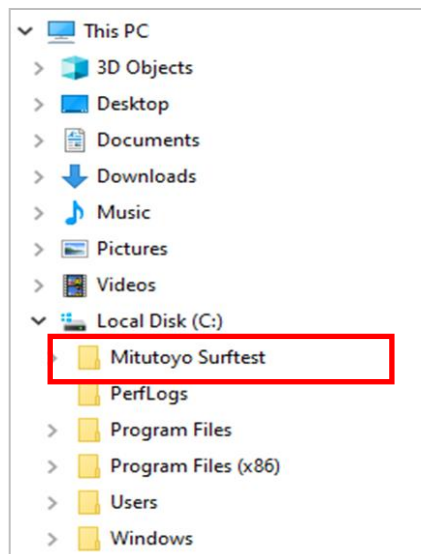 This PC
3D Objects
Desktop
Documents
Downloads
Music
Pictures
Videos
Local Disk (C:)
Mitutoyo Surftest
PerfLogs
Program Files
Program Files (x86)
Users
Windows